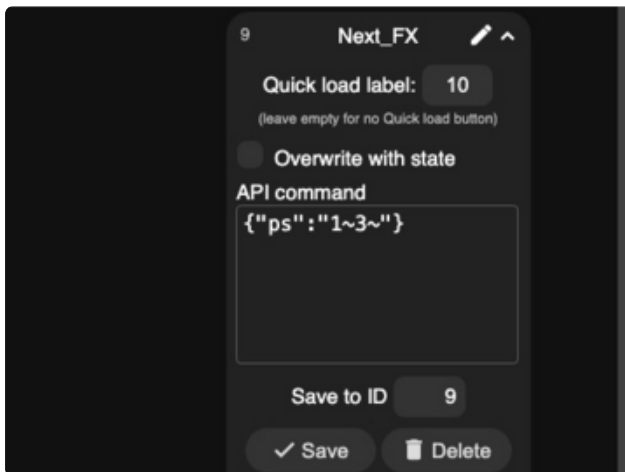 9 Next_FX
Quick load label: 10
(leave empty for no Quick load button)
Overwrite with state
API command
{"ps":"1~3~"}
Save to ID 9
Save Delete